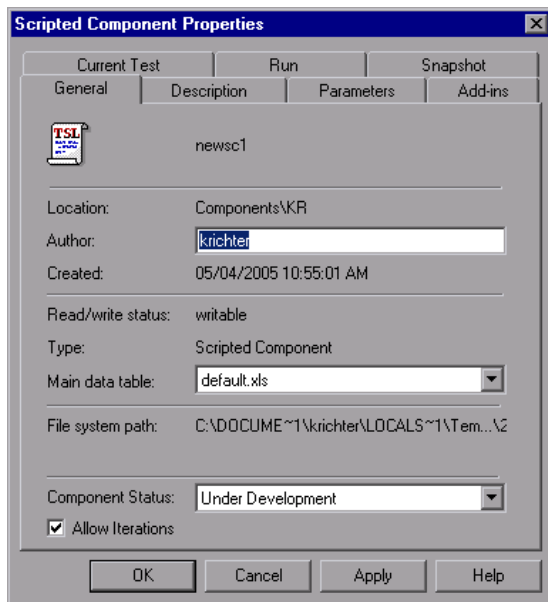 Scripted Component Properties
Current Test Run Snapshot
General Description Parameters Add-ins
TSL
newsc1
Location: Components\KR
Author: krichter
Created: 05/04/2005 10:55:01 AM
Read/write status: writable
Type: Scripted Component
Main data table: default.xls
File system path: C:\DOCUME~1\krichter\LOCALS~1\Tem...\2
Component Status: Under Development
Allow Iterations
OK Cancel Apply Help